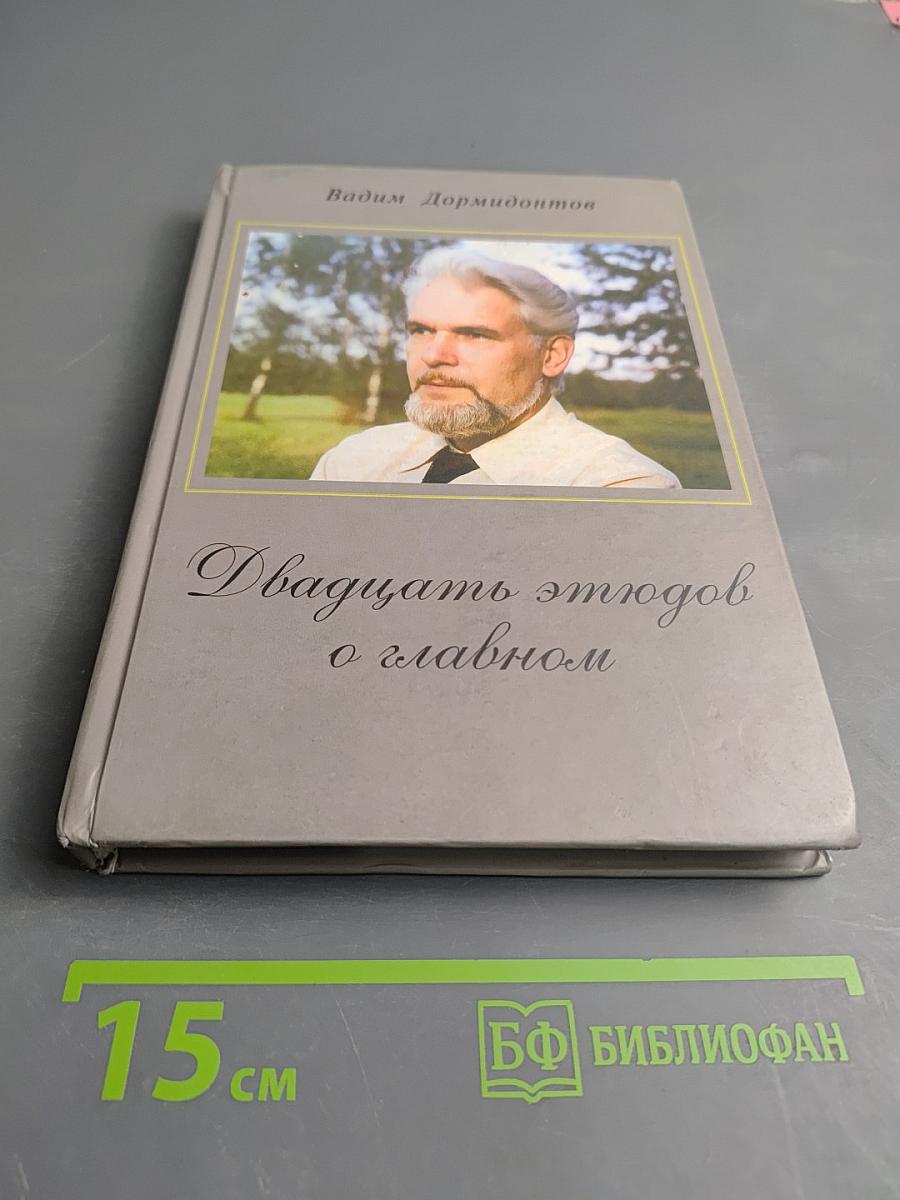 Вадим Дормидонтов
Двадцать этюдов
о главном
15 см
БФ БИБЛИОФАН